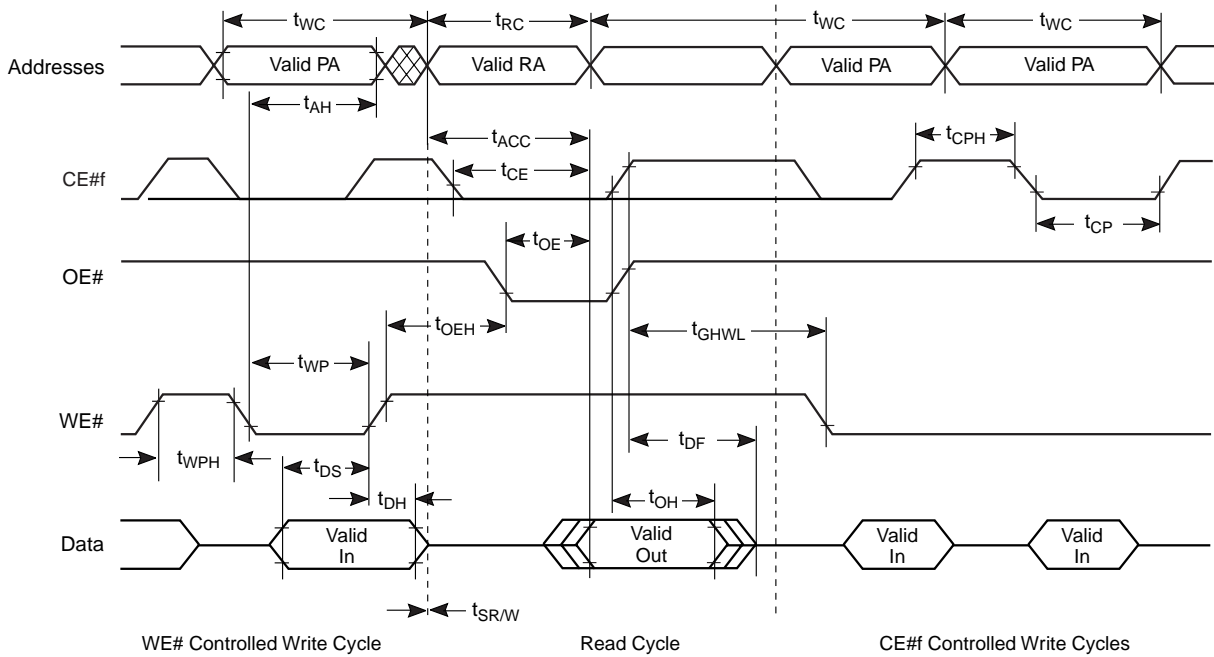 tWC tRC tWC tWC
Addresses Valid PA Valid RA Valid PA Valid PA
tAH
tACC tCPH
CE#f tCE
tCP
tOE
OE#
tOEH tGHWL
tWP
WE#
tWPH tDS tDF
tDH tOH
Data Valid In Valid Out Valid In Valid In
tSR/W
WE# Controlled Write Cycle Read Cycle CE#f Controlled Write Cycles